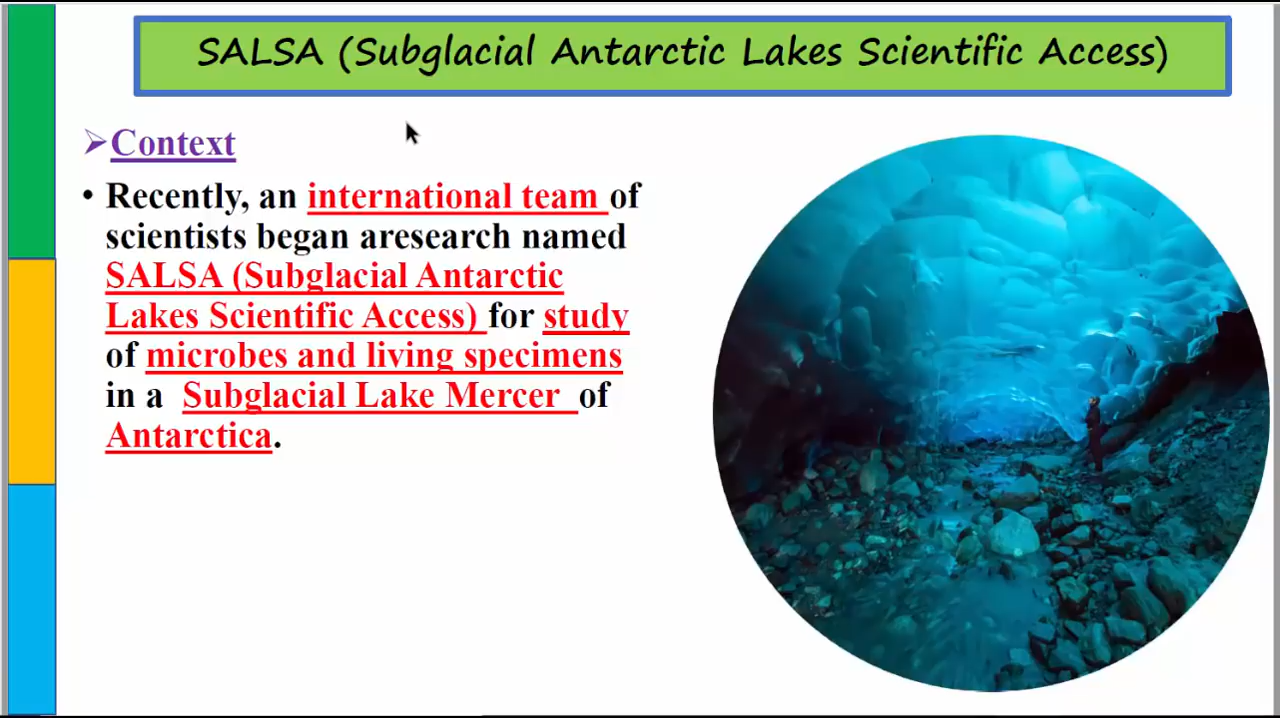 SALSA (Subglacial Antarctic Lakes Scientific Access)
Context
Recently, an international team of
scientists began aresearch named
SALSA (Subglacial Antarctic
Lakes Scientific Access) for study
of microbes and living specimens
in a Subglacial Lake Mercer of
Antarctica.